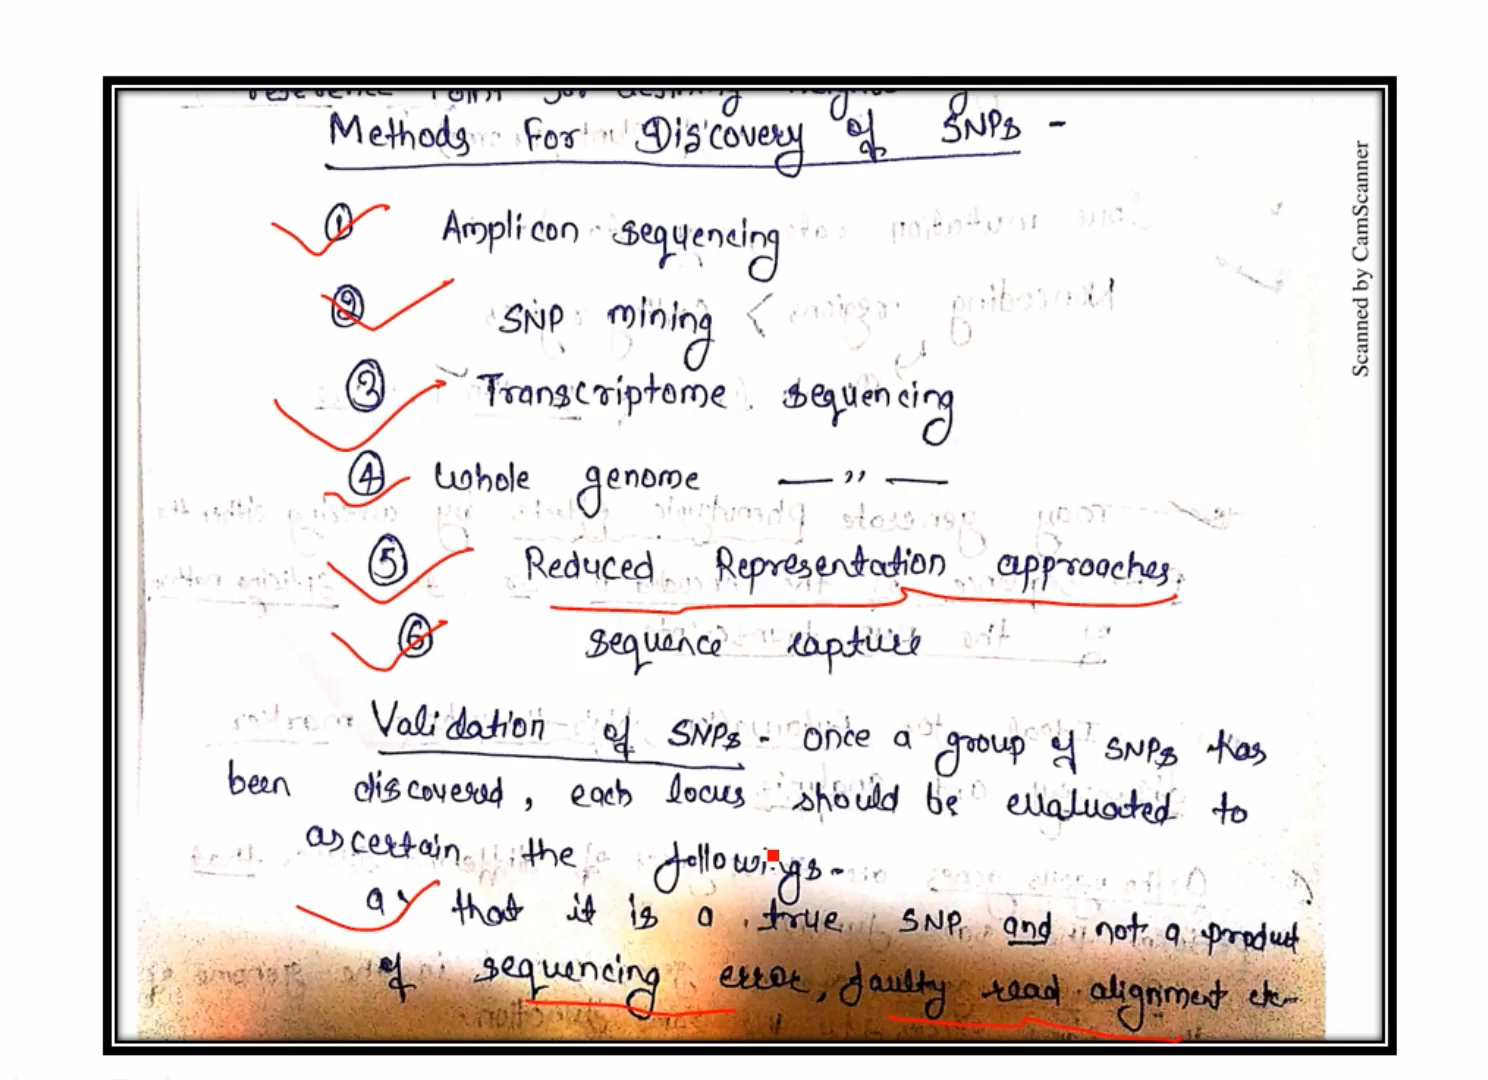 Methods For Discovery of SNPs -
① Amplicon sequencing
② SNP mining
③ Transcriptome sequencing
④ Whole genome —〃—
⑤ Reduced Representation approaches
⑥ sequence capture
Validation of SNPs - once a group of SNPs has
been discovered, each locus should be evaluated to
ascertain the followings -
a) that it is a true SNP and not a product
of sequencing error, faulty read alignment etc
Scanned by CamScanner